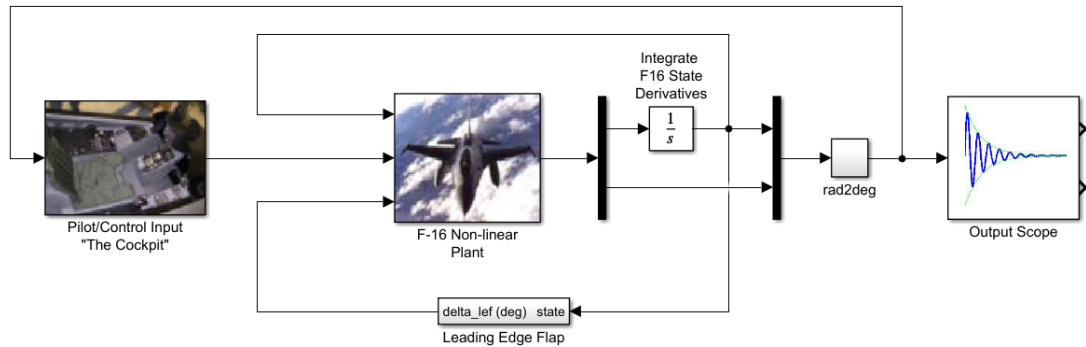 Integrate
F16 State
Derivatives
1
s
rad2deg
Pilot/Control Input
"The Cockpit"
F-16 Non-linear
Plant
Output Scope
delta_lef (deg) state
Leading Edge Flap